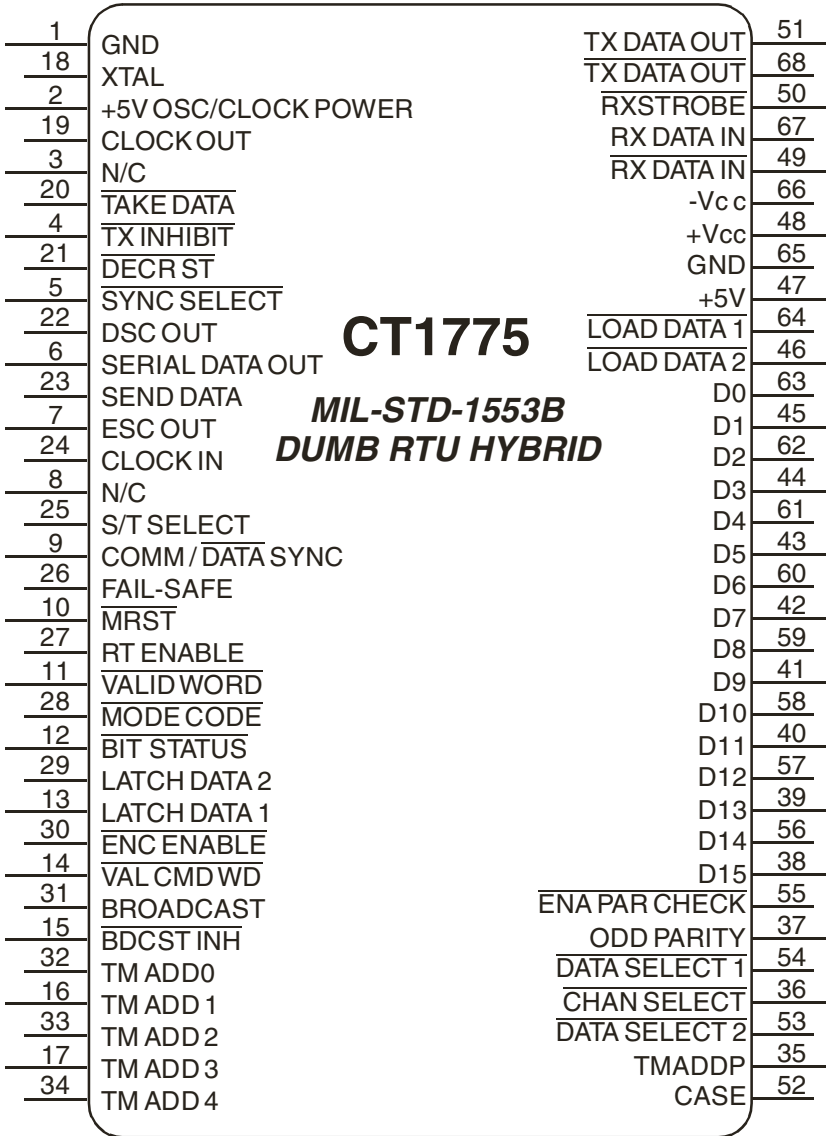 1 GND
18 XTAL
2 +5V OSC/CLOCK POWER
19 CLOCK OUT
3 N/C
20 TAKE DATA
4 TX INHIBIT
21 DECR ST
5 SYNC SELECT
22 DSC OUT
6 SERIAL DATA OUT
23 SEND DATA
7 ESC OUT
24 CLOCK IN
8 N/C
25 S/T SELECT
9 COMM / DATA SYNC
26 FAIL-SAFE
10 MRST
27 RT ENABLE
11 VALID WORD
28 MODE CODE
12 BIT STATUS
29 LATCH DATA 2
13 LATCH DATA 1
30 ENC ENABLE
14 VAL CMD WD
31 BROADCAST
15 BDCST INH
32 TM ADD0
16 TM ADD 1
33 TM ADD 2
17 TM ADD 3
34 TM ADD 4
CT1775
MIL-STD-1553B
DUMB RTU HYBRID
TX DATA OUT 51
TX DATA OUT 68
RXSTROBE 50
RX DATA IN 67
RX DATA IN 49
-Vcc 66
+Vcc 48
GND 65
+5V 47
LOAD DATA 1 64
LOAD DATA 2 46
D0 63
D1 45
D2 62
D3 44
D4 61
D5 43
D6 60
D7 42
D8 59
D9 41
D10 58
D11 40
D12 57
D13 39
D14 56
D15 38
ENA PAR CHECK 55
ODD PARITY 37
DATA SELECT 1 54
CHAN SELECT 36
DATA SELECT 2 53
TMADDP 35
CASE 52